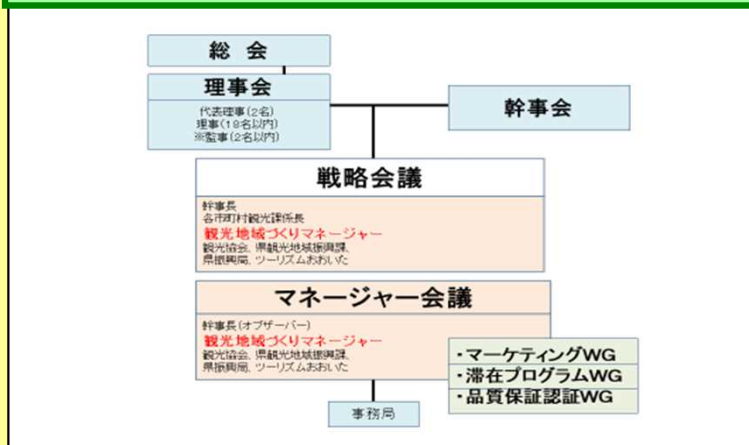 総 会
理事会
代表理事(2名)
理事(18名以内)
※監事(2名以内)
幹事会
戦略会議
幹事長
各市町村観光課係長
観光地域づくりマネージャー
観光協会、県観光地域振興課、
県振興局、ツーリズムおおいた
マネージャー会議
幹事長(オブザーバー)
観光地域づくりマネージャー
観光協会、県観光地域振興課、
県振興局、ツーリズムおおいた
・マーケティングWG
・滞在プログラムWG
・品質保証認証WG
事務局